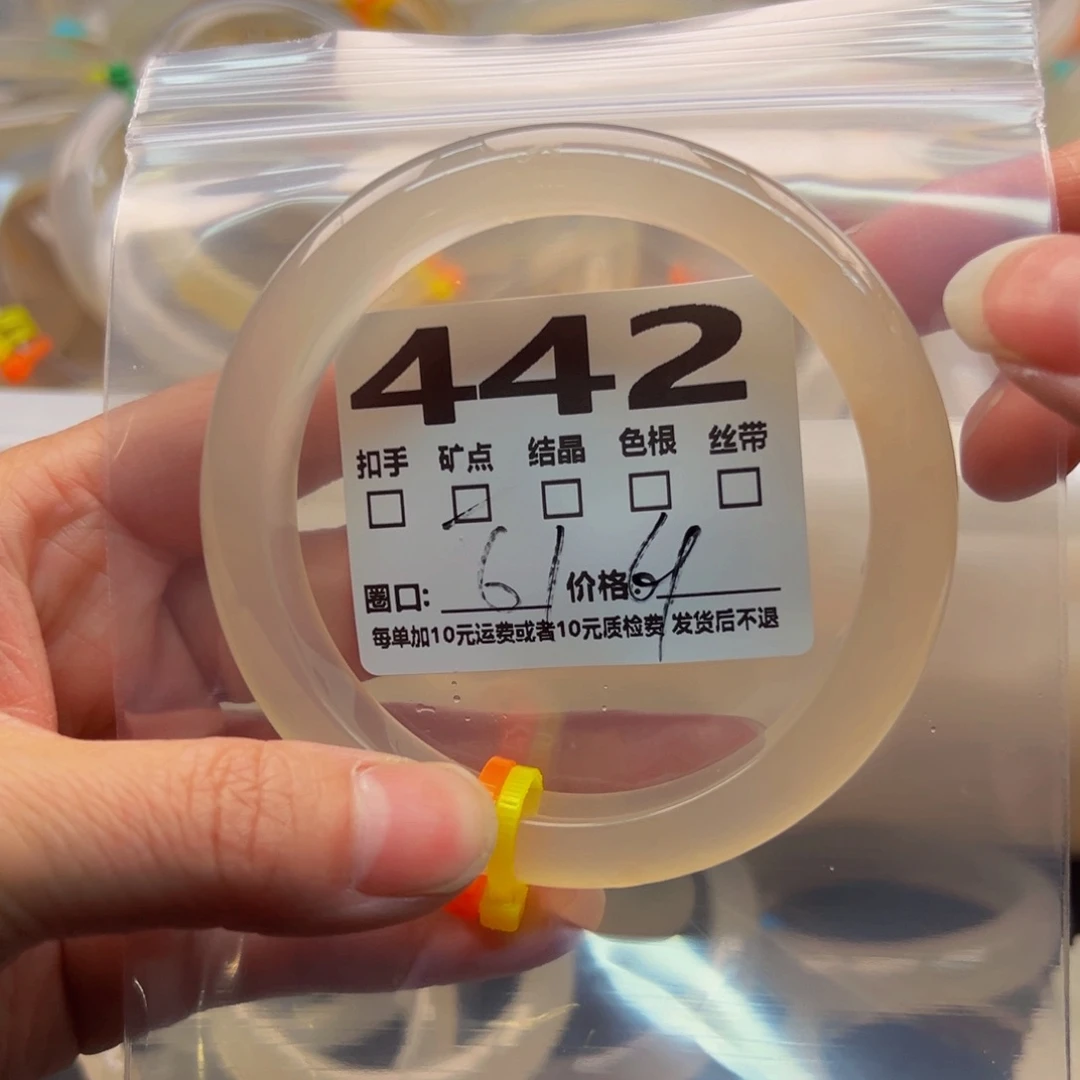 442
扣手 矿点 结晶 色根 丝带
圈口: 61 价格:
每单加10元运费或者10元质检费 发货后不退